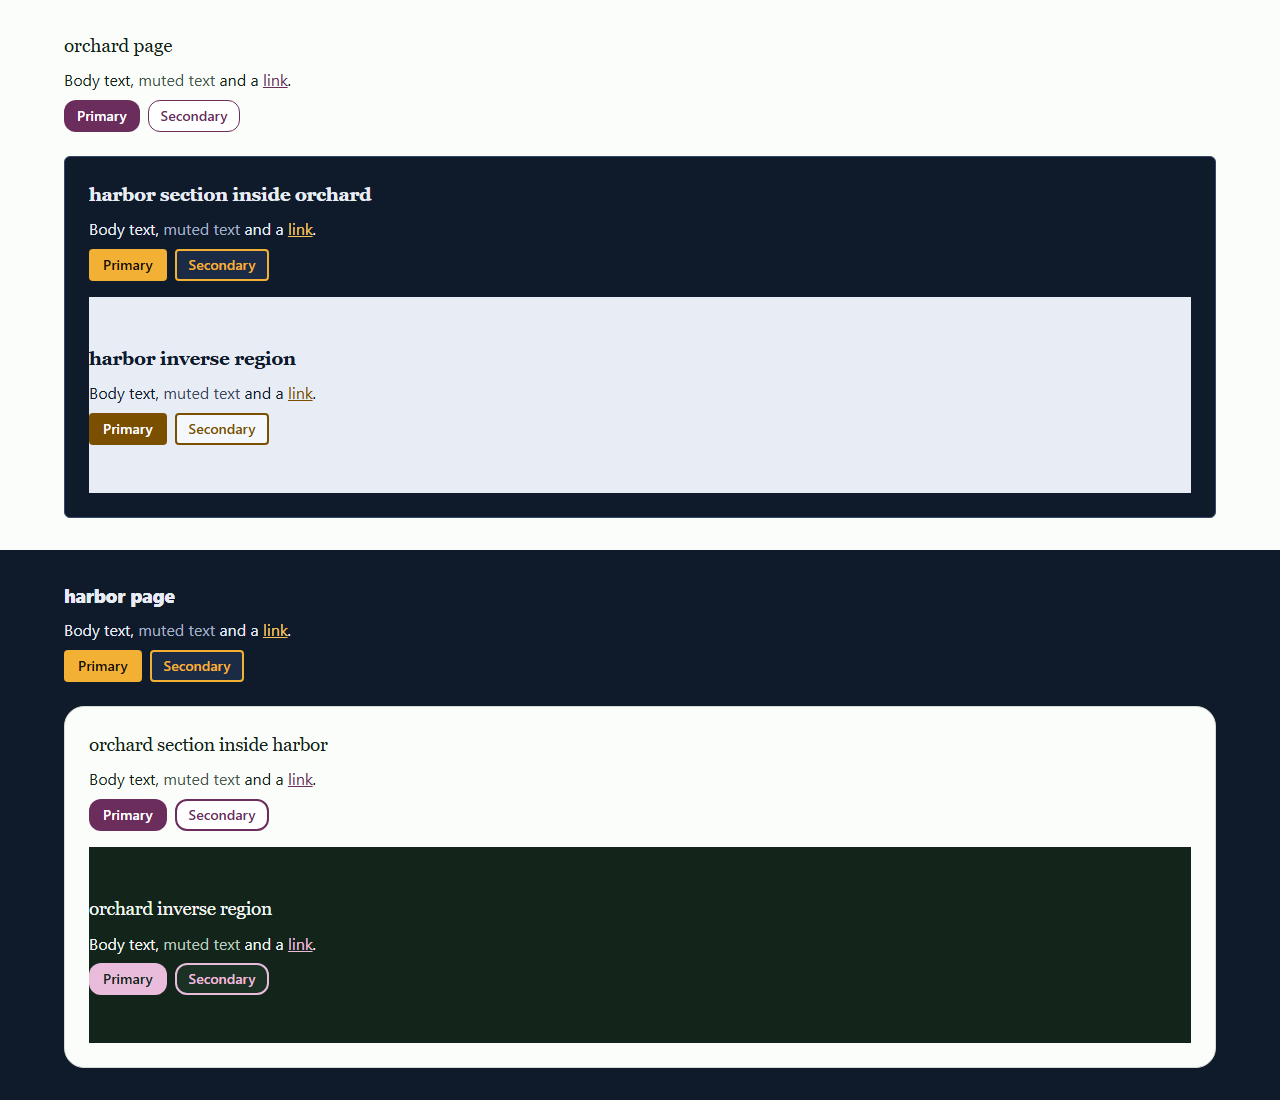 orchard page
Body text, muted text and a link.
Primary Secondary
harbor section inside orchard
Body text, muted text and a link.
Primary Secondary
harbor inverse region
Body text, muted text and a link.
Primary Secondary
harbor page
Body text, muted text and a link.
Primary Secondary
orchard section inside harbor
Body text, muted text and a link.
Primary Secondary
orchard inverse region
Body text, muted text and a link.
Primary Secondary